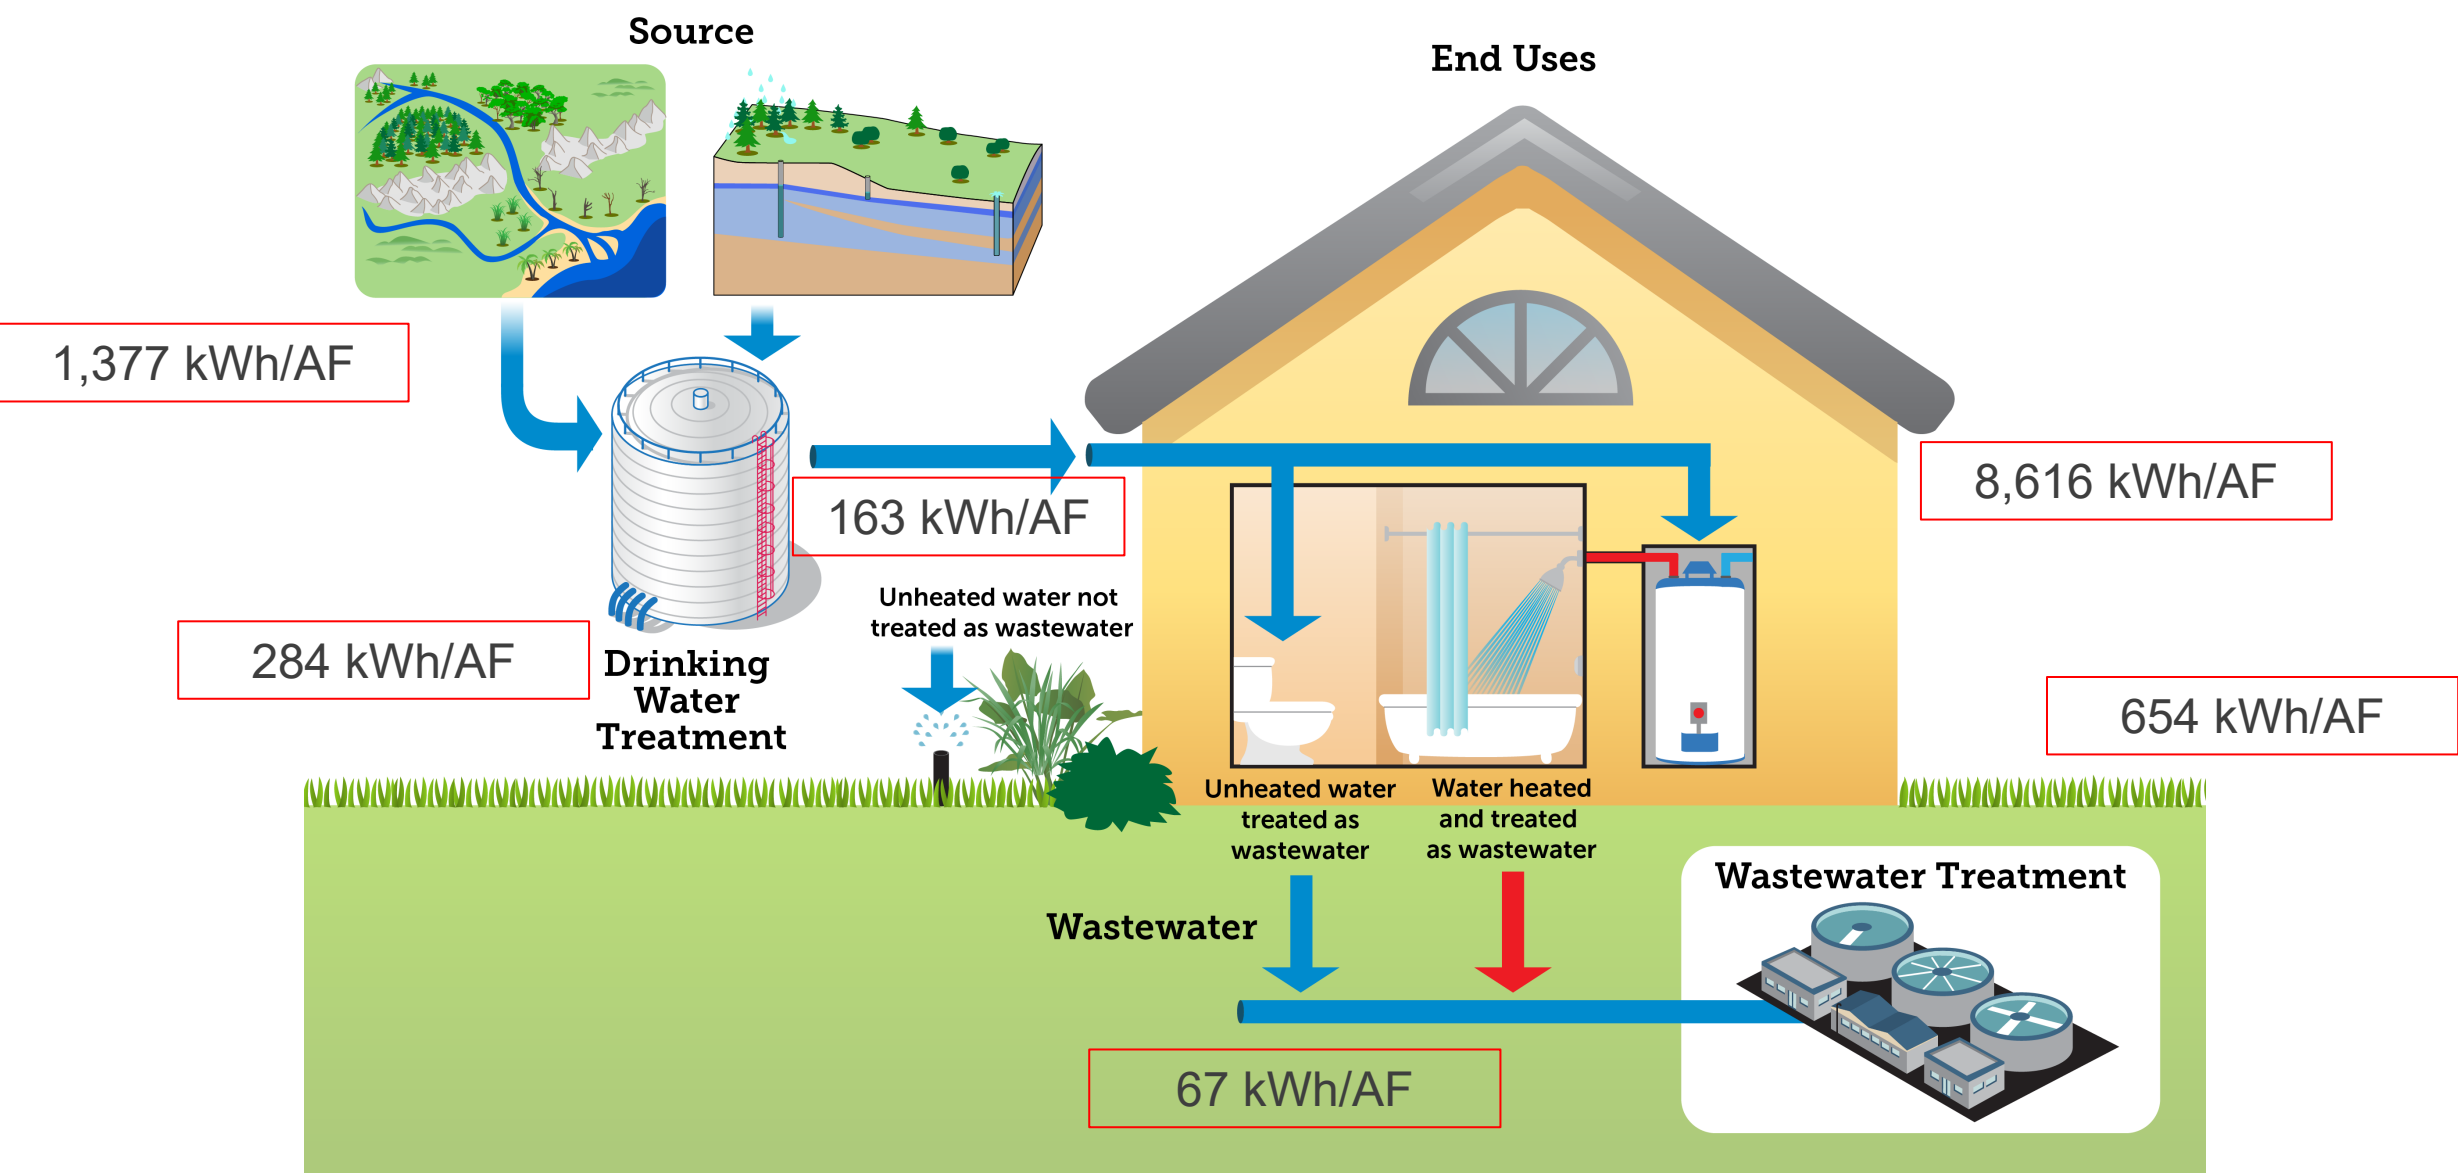 Source
End Uses
1,377 kWh/AF
8,616 kWh/AF
163 kWh/AF
Unheated water not
treated as wastewater
284 kWh/AF
Drinking
Water
Treatment
654 kWh/AF
Unheated water
treated as
wastewater
Water heated
and treated
as wastewater
Wastewater Treatment
Wastewater
67 kWh/AF